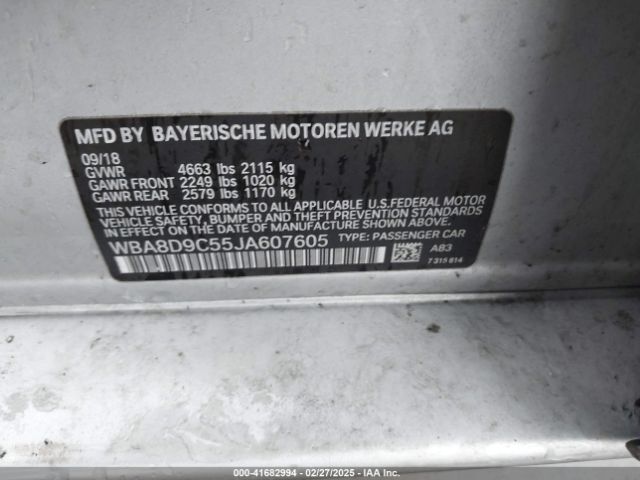 MFD BY BAYERISCHE MOTOREN WERKE AG
09/18
GVWR 4663 lbs 2115 kg
GAWR FRONT 2249 lbs 1020 kg
GAWR REAR 2579 lbs 1170 kg
THIS VEHICLE CONFORMS TO ALL APPLICABLE U.S.FEDERAL MOTOR
VEHICLE SAFETY, BUMPER AND THEFT PREVENTION STANDARDS
IN EFFECT ON THE DATE OF MANUFACTURE SHOWN ABOVE.
WBA8D9C55JA607605 TYPE: PASSENGER CAR
A83
7 315 814
000-41682994 - 02/27/2025 - IAA Inc.